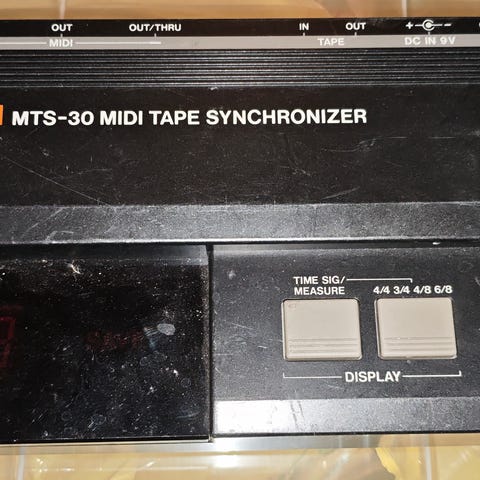 OUT OUT/THRU IN OUT + -
MIDI TAPE DC IN 9V
MTS-30 MIDI TAPE SYNCHRONIZER
TIME SIG/
MEASURE 4/4 3/4 4/8 6/8
DISPLAY